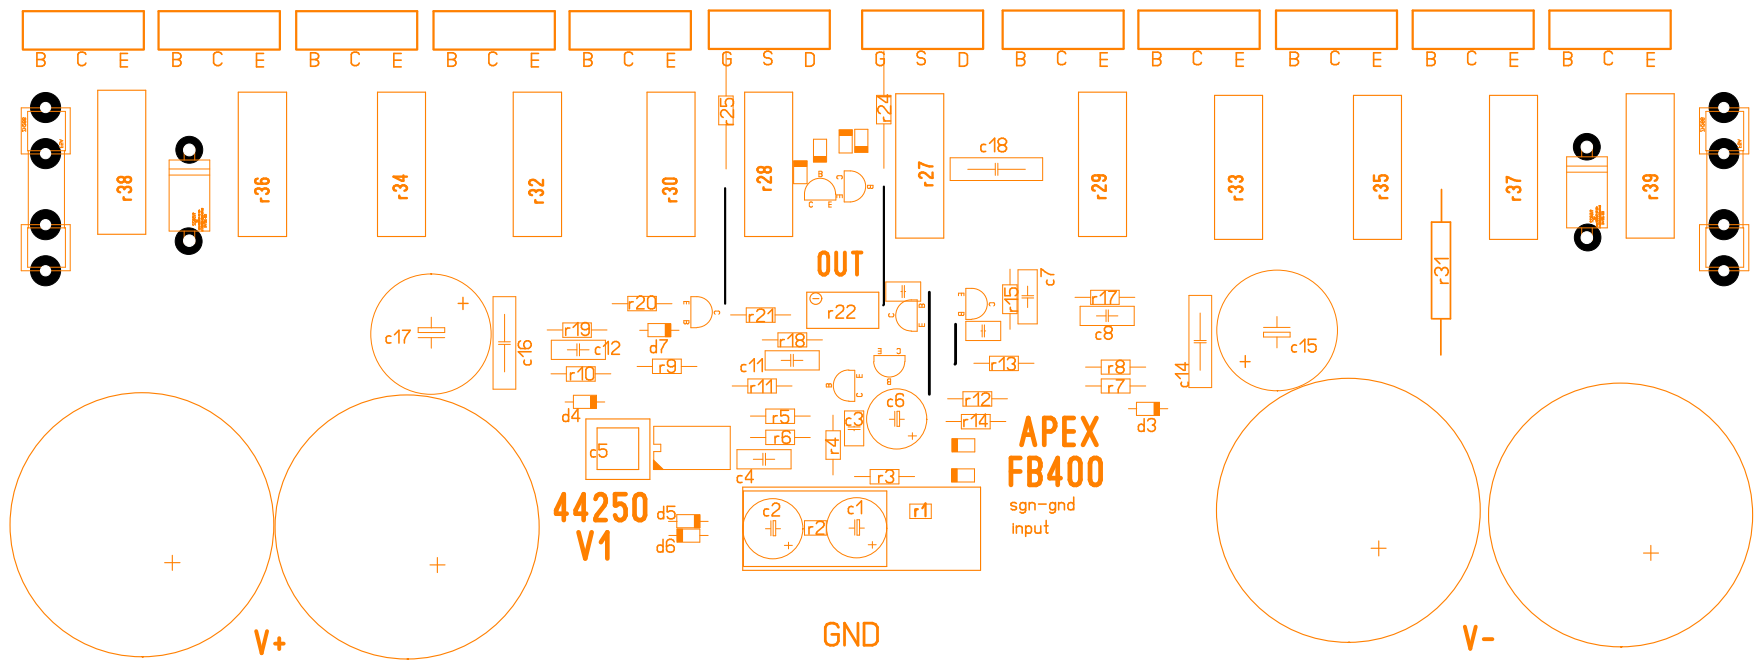 B C E B C E B C E B C E B C E G S D G S D B C E B C E B C E B C E B C E
r38 r36 r34 r32 r30 r25 r28 r24 r27 c18 r29 r33 r35 r37 r39
B C E C E B
OUT
r31
c7
r15
r17
r20 E B C r21 r22 C B E E B C
c8
r19 r18
c17 c16 d7 c12 c15
c11 E C B r13
r10 r9 r8 c14
r11 B E C r7
d4 r12 d3
r5 c6
c3 r14
r6 r4 APEX
c5
c4 r3 FB400
44250 sgn-gnd
d5 c2 c1 r1
r2 input
V1 d6
V+ GND V-